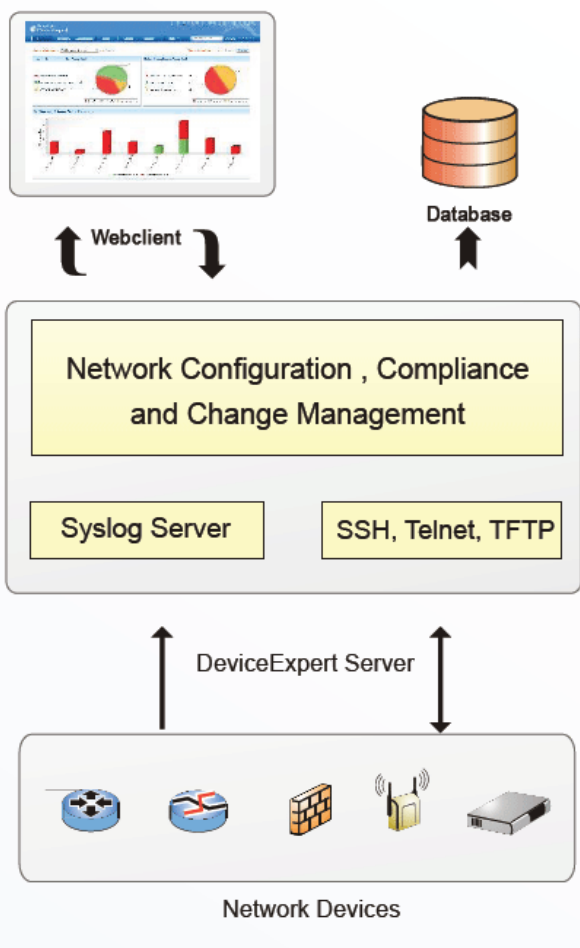 Webclient
Database
Network Configuration , Compliance
and Change Management
Syslog Server
SSH, Telnet, TFTP
DeviceExpert Server
Network Devices